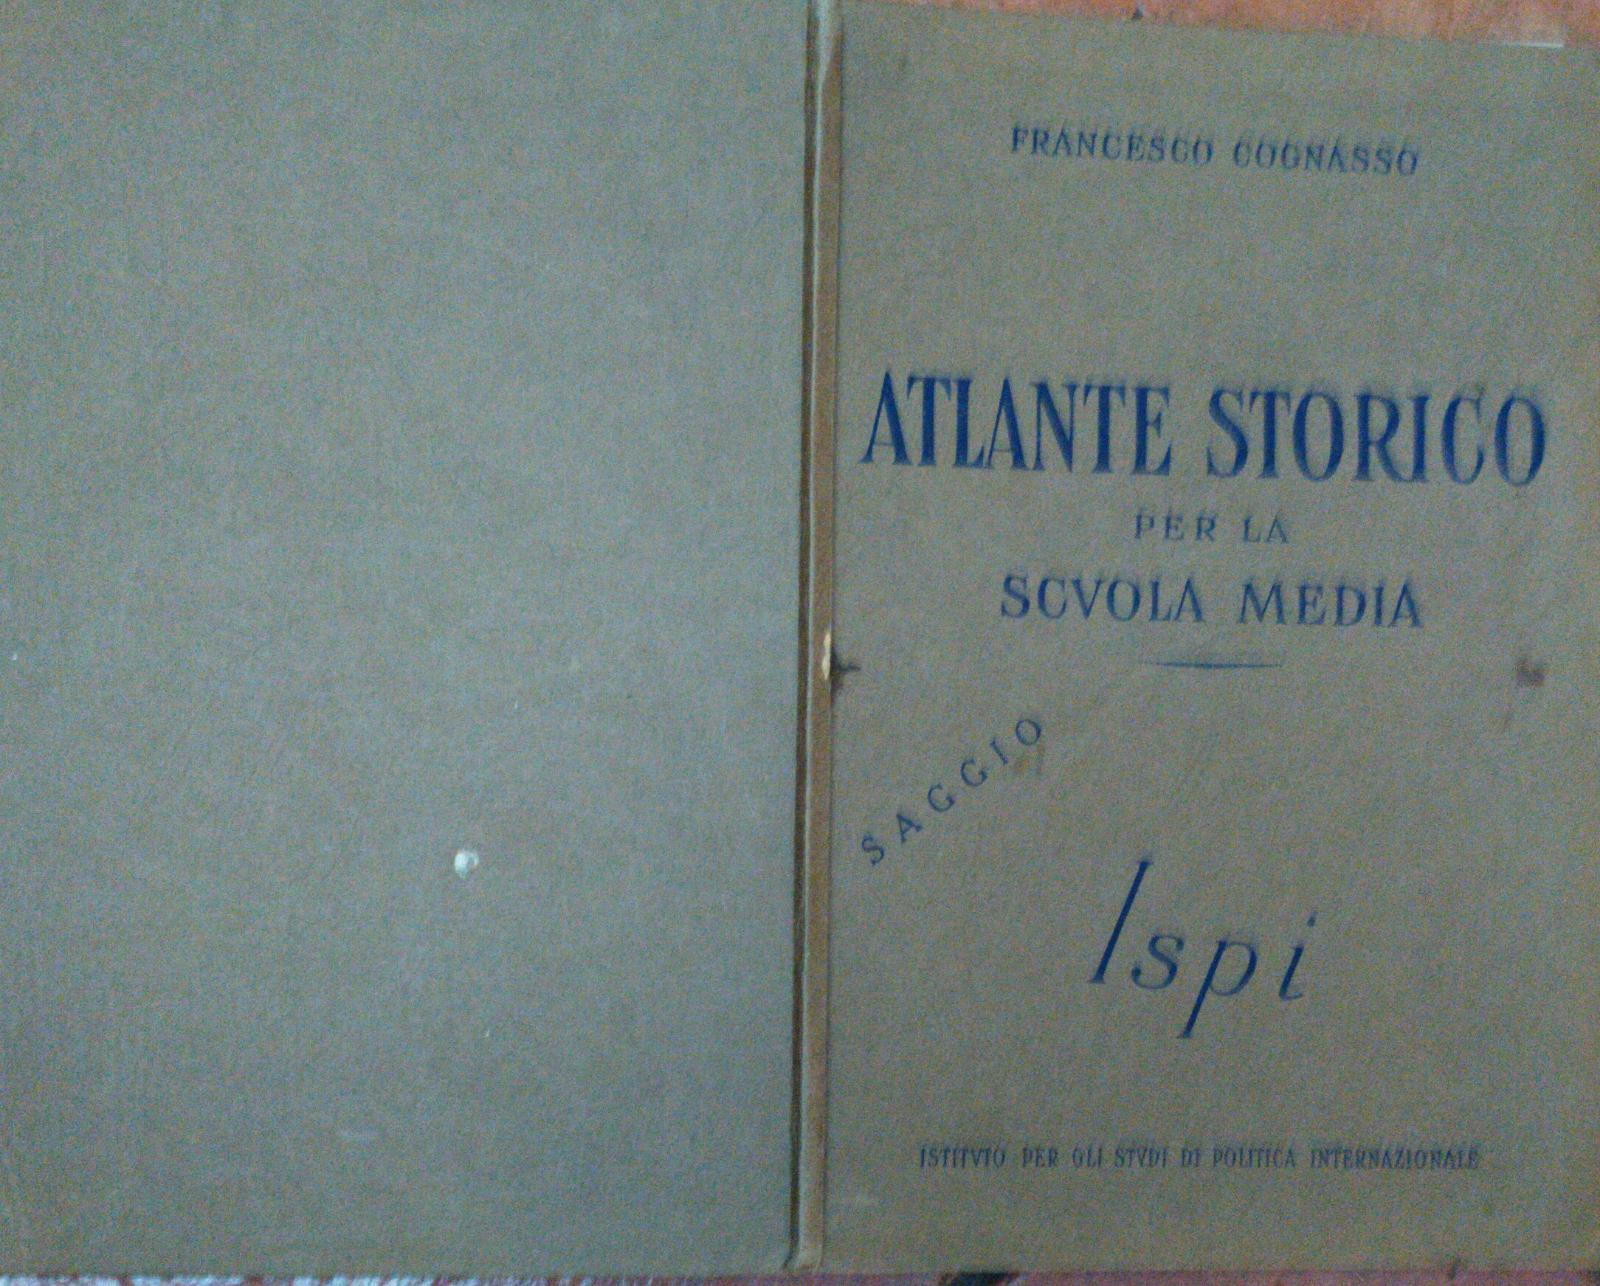 FRANCESCO COGNASSO
ATLANTE STORICO
PER LA
SCVOLA MEDIA
SAGGIO
Ispi
ISTITVTO PER GLI STVDI DI POLITICA INTERNAZIONALE